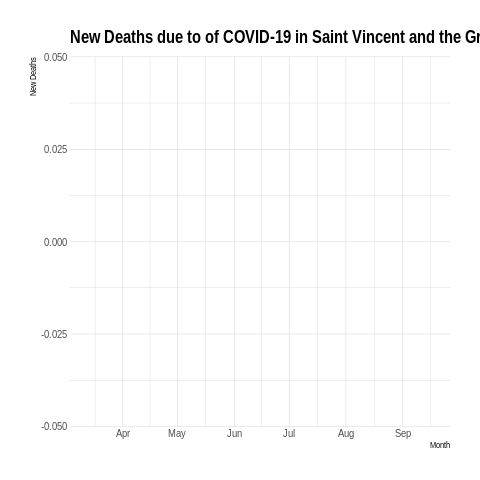 New Deaths due to of COVID-19 in Saint Vincent and the Gr
New Deaths
0.050
0.025
0.000
-0.025
-0.050
Apr May Jun Jul Aug Sep
Month